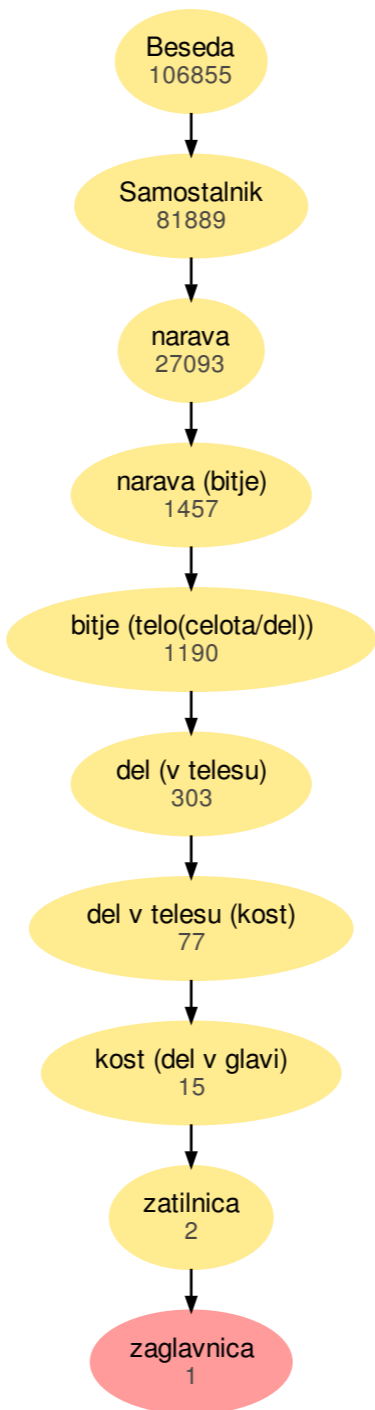 Beseda
106855
Samostalnik
81889
narava
27093
narava (bitje)
1457
bitje (telo(celota/del))
1190
del (v telesu)
303
del v telesu (kost)
77
kost (del v glavi)
15
zatilnica
2
zaglavnica
1